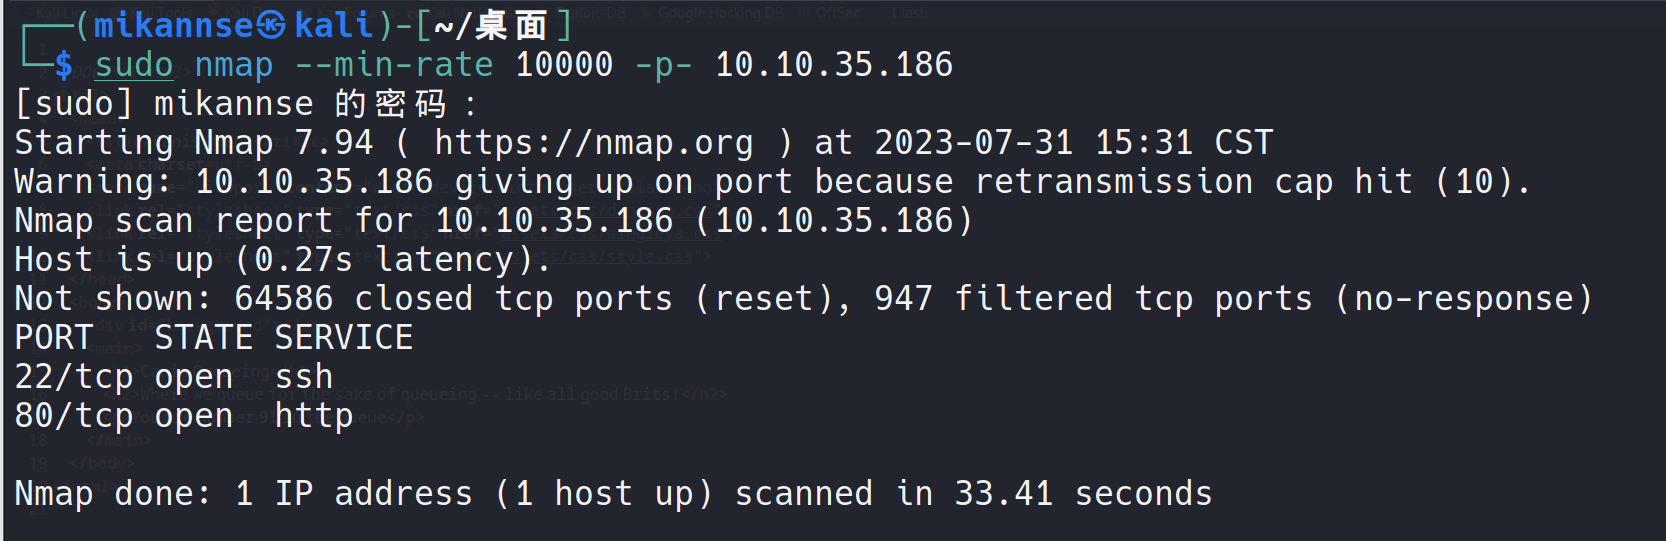 ┌──(mikannse㉿kali)-[~/桌面]
└─$ sudo nmap --min-rate 10000 -p- 10.10.35.186
[sudo] mikannse 的密码：
Starting Nmap 7.94 ( https://nmap.org ) at 2023-07-31 15:31 CST
Warning: 10.10.35.186 giving up on port because retransmission cap hit (10).
Nmap scan report for 10.10.35.186 (10.10.35.186)
Host is up (0.27s latency).
Not shown: 64586 closed tcp ports (reset), 947 filtered tcp ports (no-response)
PORT   STATE SERVICE
22/tcp open  ssh
80/tcp open  http
Nmap done: 1 IP address (1 host up) scanned in 33.41 seconds